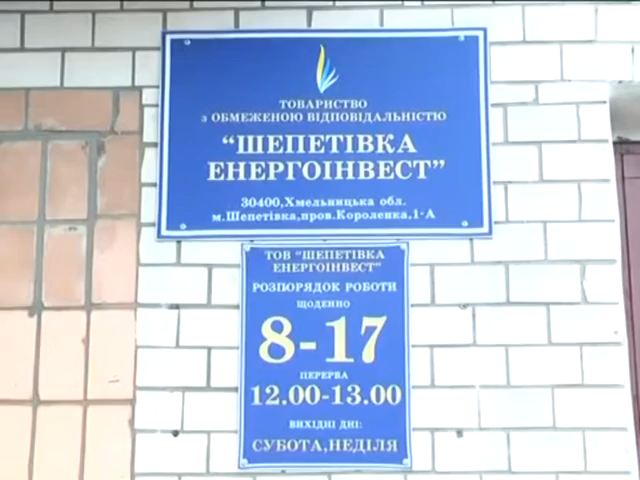 ТОВАРИСТВО
з ОБМЕЖЕНОЮ ВІДПОВІДАЛЬНІСТЮ
“ШЕПЕТІВКА
ЕНЕРГОІНВЕСТ”
30400,Хмельницька обл.
м.Шепетівка,пров.Короленка,1-А
ТОВ “ШЕПЕТІВКА
ЕНЕРГОІНВЕСТ”
РОЗПОРЯДОК РОБОТИ
ЩОДЕННО
8-17
ПЕРЕРВА
12.00-13.00
ВИХІДНІ ДНІ:
СУБОТА,НЕДІЛЯ